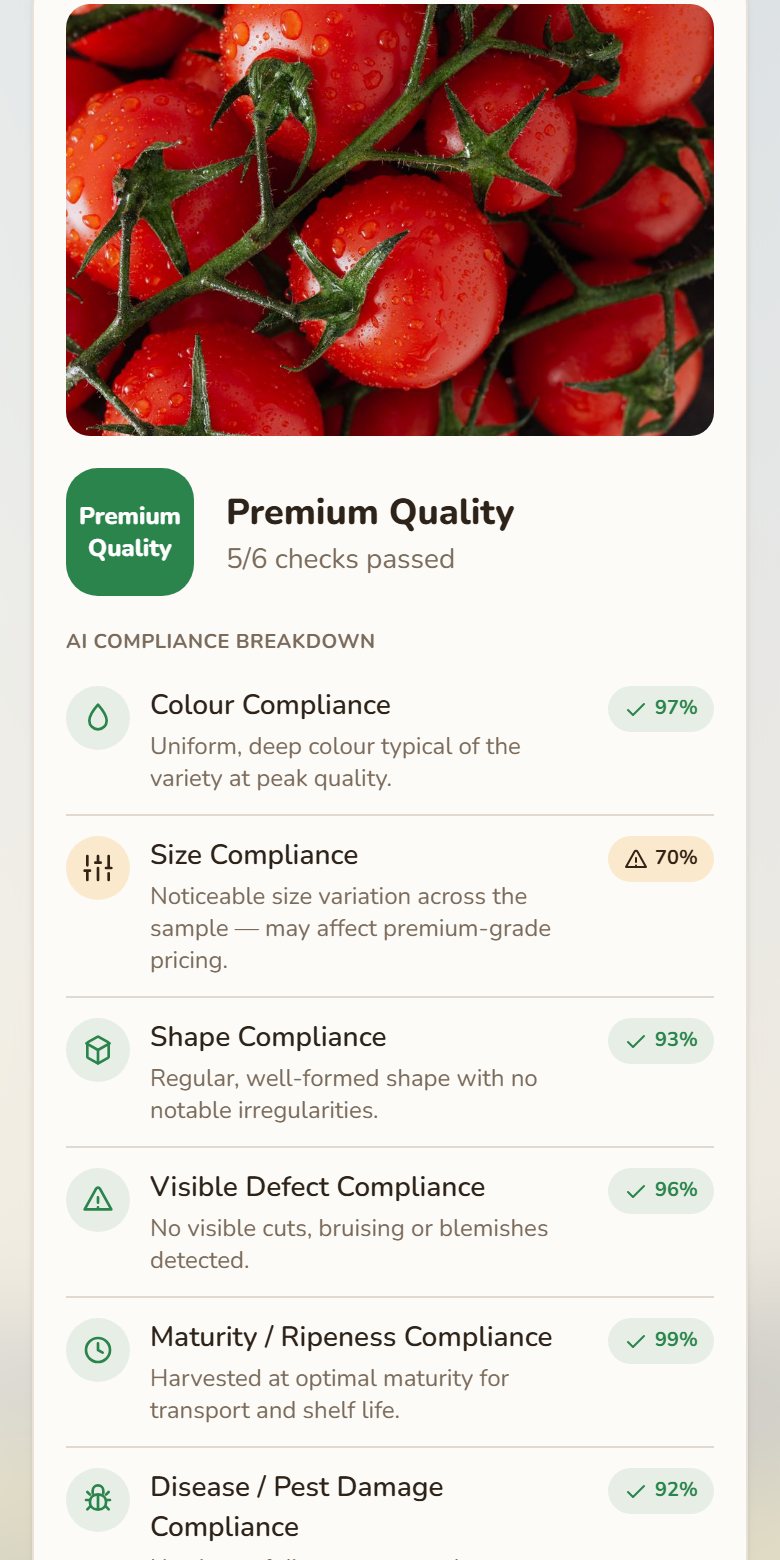 Premium
Quality
Premium Quality
5/6 checks passed
AI COMPLIANCE BREAKDOWN
Colour Compliance
97%
Uniform, deep colour typical of the
variety at peak quality.
Size Compliance
70%
Noticeable size variation across the
sample — may affect premium-grade
pricing.
Shape Compliance
93%
Regular, well-formed shape with no
notable irregularities.
Visible Defect Compliance
96%
No visible cuts, bruising or blemishes
detected.
Maturity / Ripeness Compliance
99%
Harvested at optimal maturity for
transport and shelf life.
Disease / Pest Damage
Compliance
92%